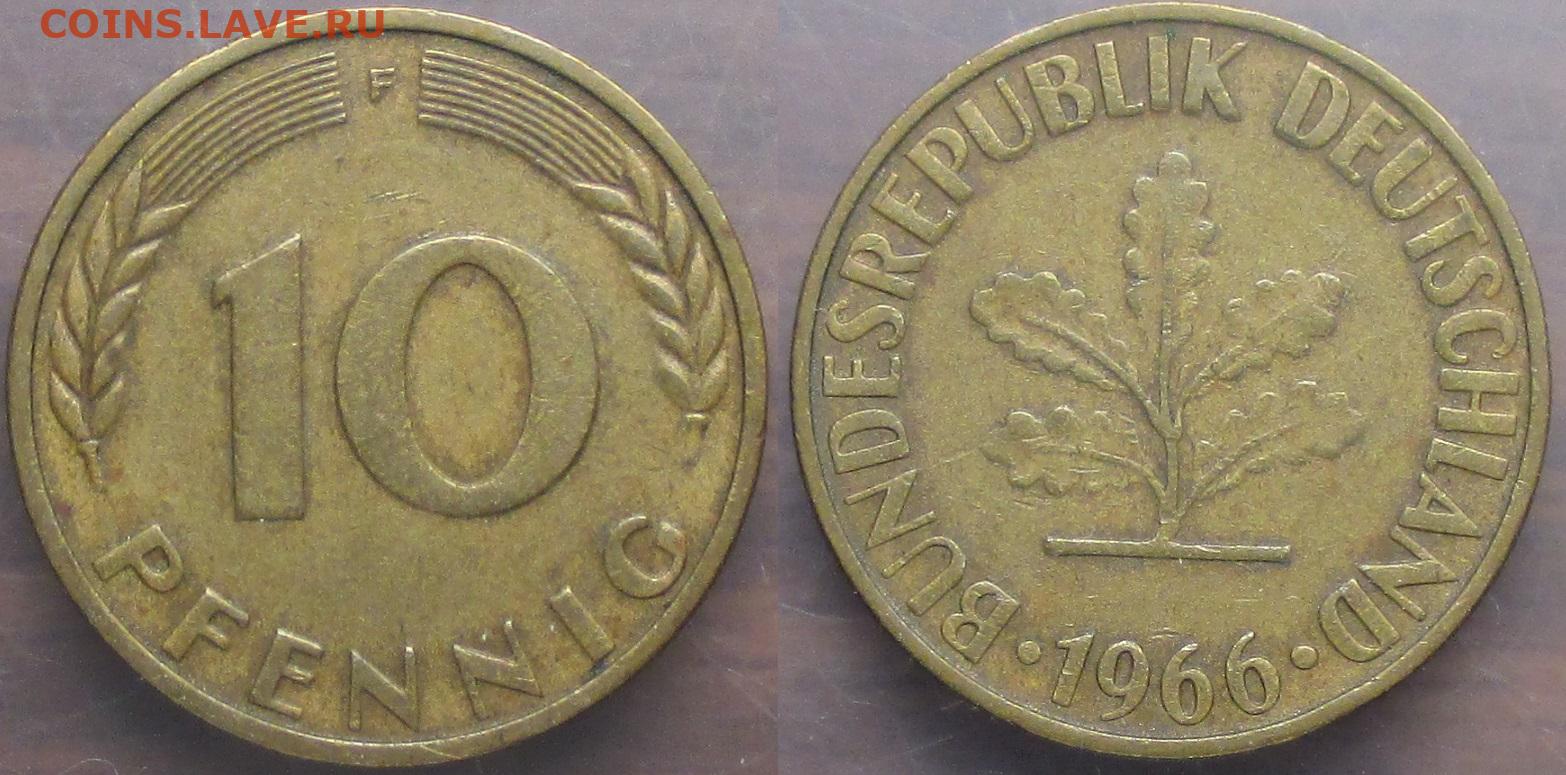 COINS.LAVE.RU
F
10
PFENNIG
BUNDESREPUBLIK DEUTSCHLAND
· 1966 ·